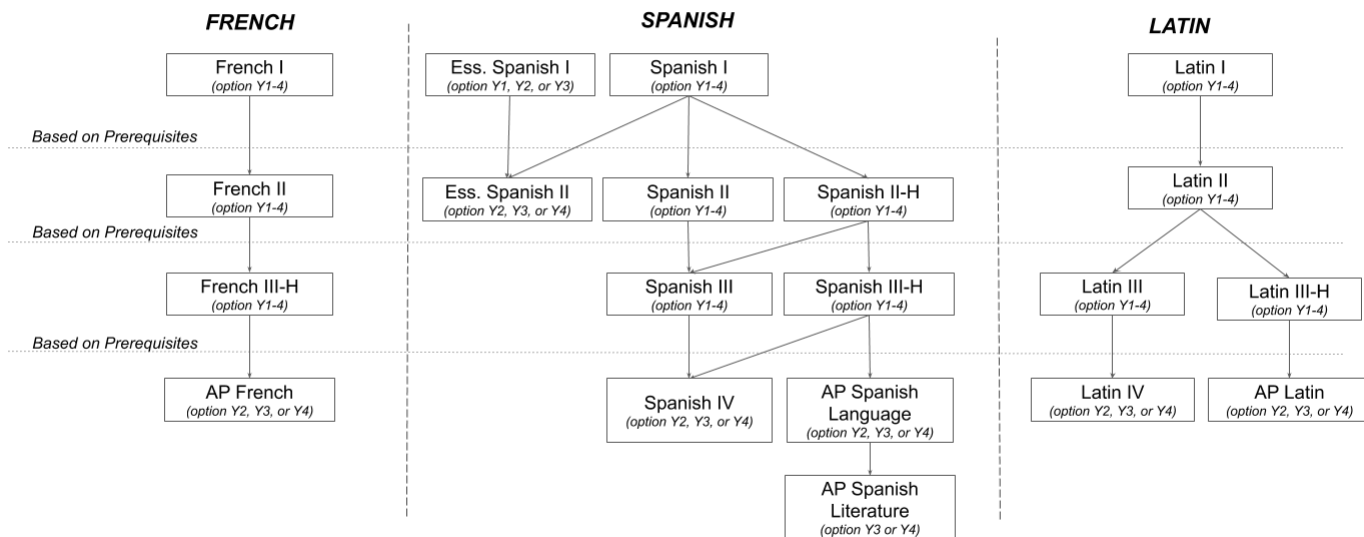 FRENCH
SPANISH
LATIN
French I
(option Y1-4)
Ess. Spanish I
(option Y1, Y2, or Y3)
Spanish I
(option Y1-4)
Latin I
(option Y1-4)
Based on Prerequisites
French II
(option Y1-4)
Ess. Spanish II
(option Y2, Y3, or Y4)
Spanish II
(option Y1-4)
Spanish II-H
(option Y1-4)
Latin II
(option Y1-4)
Based on Prerequisites
French III-H
(option Y1-4)
Spanish III
(option Y1-4)
Spanish III-H
(option Y1-4)
Latin III
(option Y1-4)
Latin III-H
(option Y1-4)
Based on Prerequisites
AP French
(option Y2, Y3, or Y4)
Spanish IV
(option Y2, Y3, or Y4)
AP Spanish
Language
(option Y2, Y3, or Y4)
Latin IV
(option Y2, Y3, or Y4)
AP Latin
(option Y2, Y3, or Y4)
AP Spanish
Literature
(option Y3 or Y4)